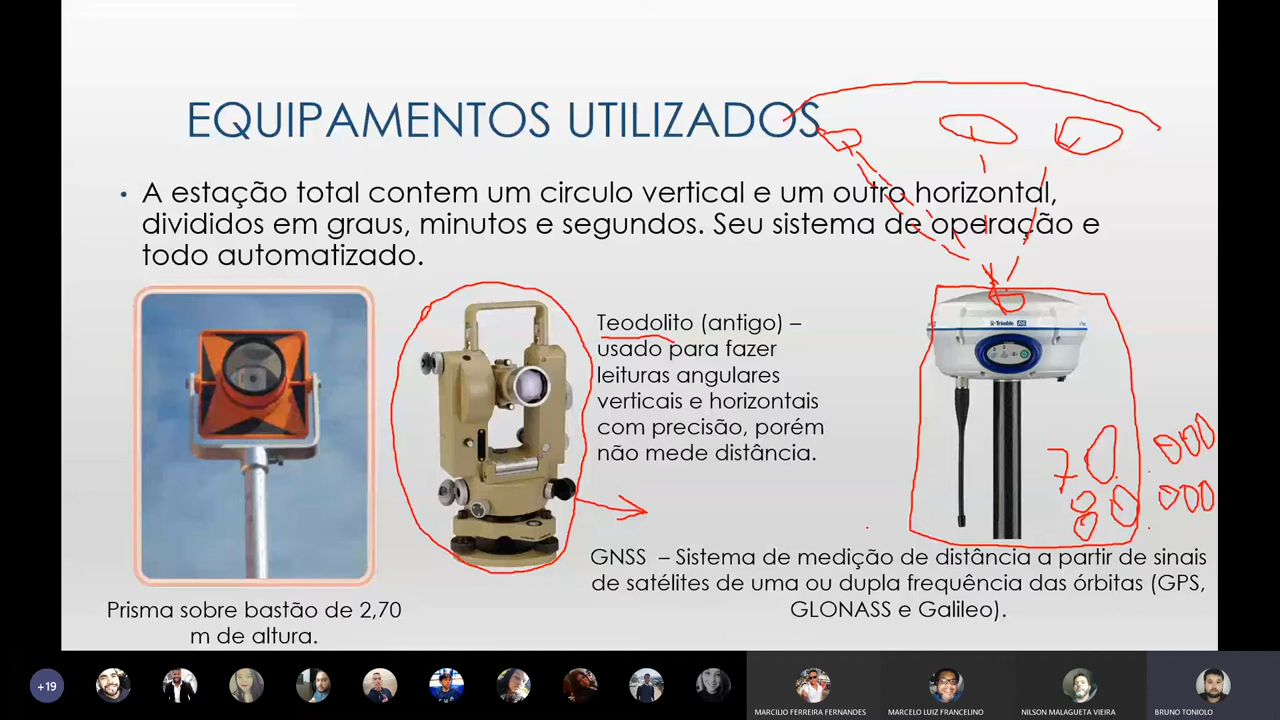 EQUIPAMENTOS UTILIZADOS
• A estação total contem um circulo vertical e um outro horizontal,
divididos em graus, minutos e segundos. Seu sistema de operação e
todo automatizado.
Teodolito (antigo) –
usado para fazer
leituras angulares
verticais e horizontais
com precisão, porém
não mede distância.
Trimble
GNSS – Sistema de medição de distância a partir de sinais
de satélites de uma ou dupla frequência das órbitas (GPS,
GLONASS e Galileo).
Prisma sobre bastão de 2,70
m de altura.
+19
MARCILIO FERREIRA FERNANDES
MARCELO LUIZ FRANCELINO
NILSON MALAGUETA VIEIRA
BRUNO TONIOLO